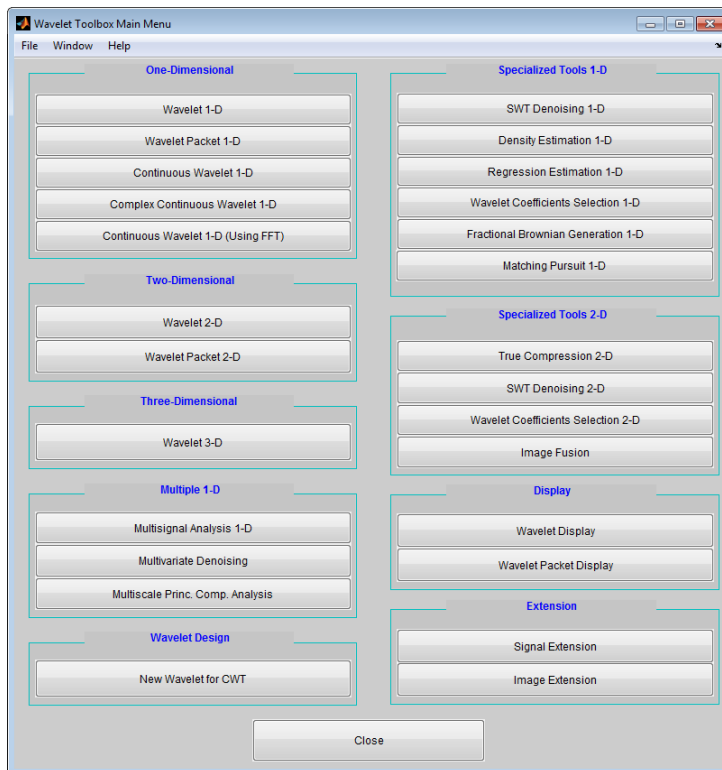 Wavelet Toolbox Main Menu
File Window Help
One-Dimensional
Wavelet 1-D
Wavelet Packet 1-D
Continuous Wavelet 1-D
Complex Continuous Wavelet 1-D
Continuous Wavelet 1-D (Using FFT)
Two-Dimensional
Wavelet 2-D
Wavelet Packet 2-D
Three-Dimensional
Wavelet 3-D
Multiple 1-D
Multisignal Analysis 1-D
Multivariate Denoising
Multiscale Princ. Comp. Analysis
Wavelet Design
New Wavelet for CWT
Specialized Tools 1-D
SWT Denoising 1-D
Density Estimation 1-D
Regression Estimation 1-D
Wavelet Coefficients Selection 1-D
Fractional Brownian Generation 1-D
Matching Pursuit 1-D
Specialized Tools 2-D
True Compression 2-D
SWT Denoising 2-D
Wavelet Coefficients Selection 2-D
Image Fusion
Display
Wavelet Display
Wavelet Packet Display
Extension
Signal Extension
Image Extension
Close